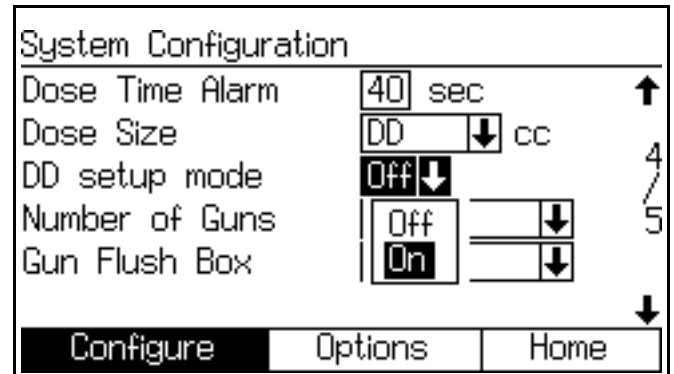 System Configuration
Dose Time Alarm 40 sec
Dose Size DD cc
DD setup mode Off
4
/
5
Number of Guns Off
Gun Flush Box On
Configure Options Home